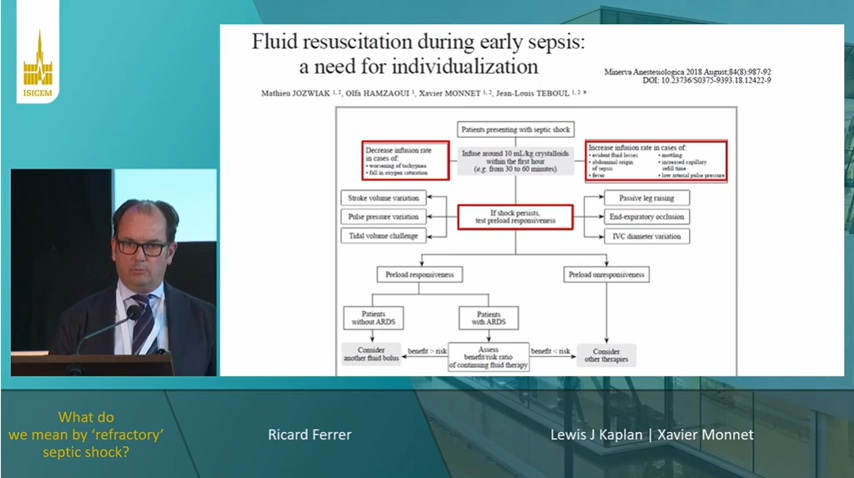 ISICEM
Fluid resuscitation during early sepsis:
a need for individualization
Minerva Anestesiologica 2018 August;84(8):987-92
DOI: 10.23736/S0375-9393.18.12422-9
Mathieu JOZWIAK 1, 2, Olfa HAMZAOUI 3, Xavier MONNET 1, 2, Jean-Louis TEBOUL 1, 2 *
Patients presenting with septic shock
Decrease infusion rate
in cases of:
• worsening of tachypnea
• fall in oxygen saturation
Infuse around 10 mL/kg crystalloids
within the first hour
(e.g. from 30 to 60 minutes)
Increase infusion rate in cases of:
• evident fluid losses
• abdominal origin
of sepsis
• fever
• mottling
• increased capillary
refill time
• low arterial pulse pressure
Stroke volume variation
Pulse pressure variation
Tidal volume challenge
If shock persists,
test preload responsiveness
Passive leg raising
End-expiratory occlusion
IVC diameter variation
Preload responsiveness
Preload unresponsiveness
Patients
without ARDS
Patients
with ARDS
Consider
another fluid bolus
benefit > risk
Assess
benefit/risk ratio
of continuing fluid therapy
benefit < risk
Consider
other therapies
What do
we mean by ‘refractory’
septic shock?
Ricard Ferrer
Lewis J Kaplan | Xavier Monnet